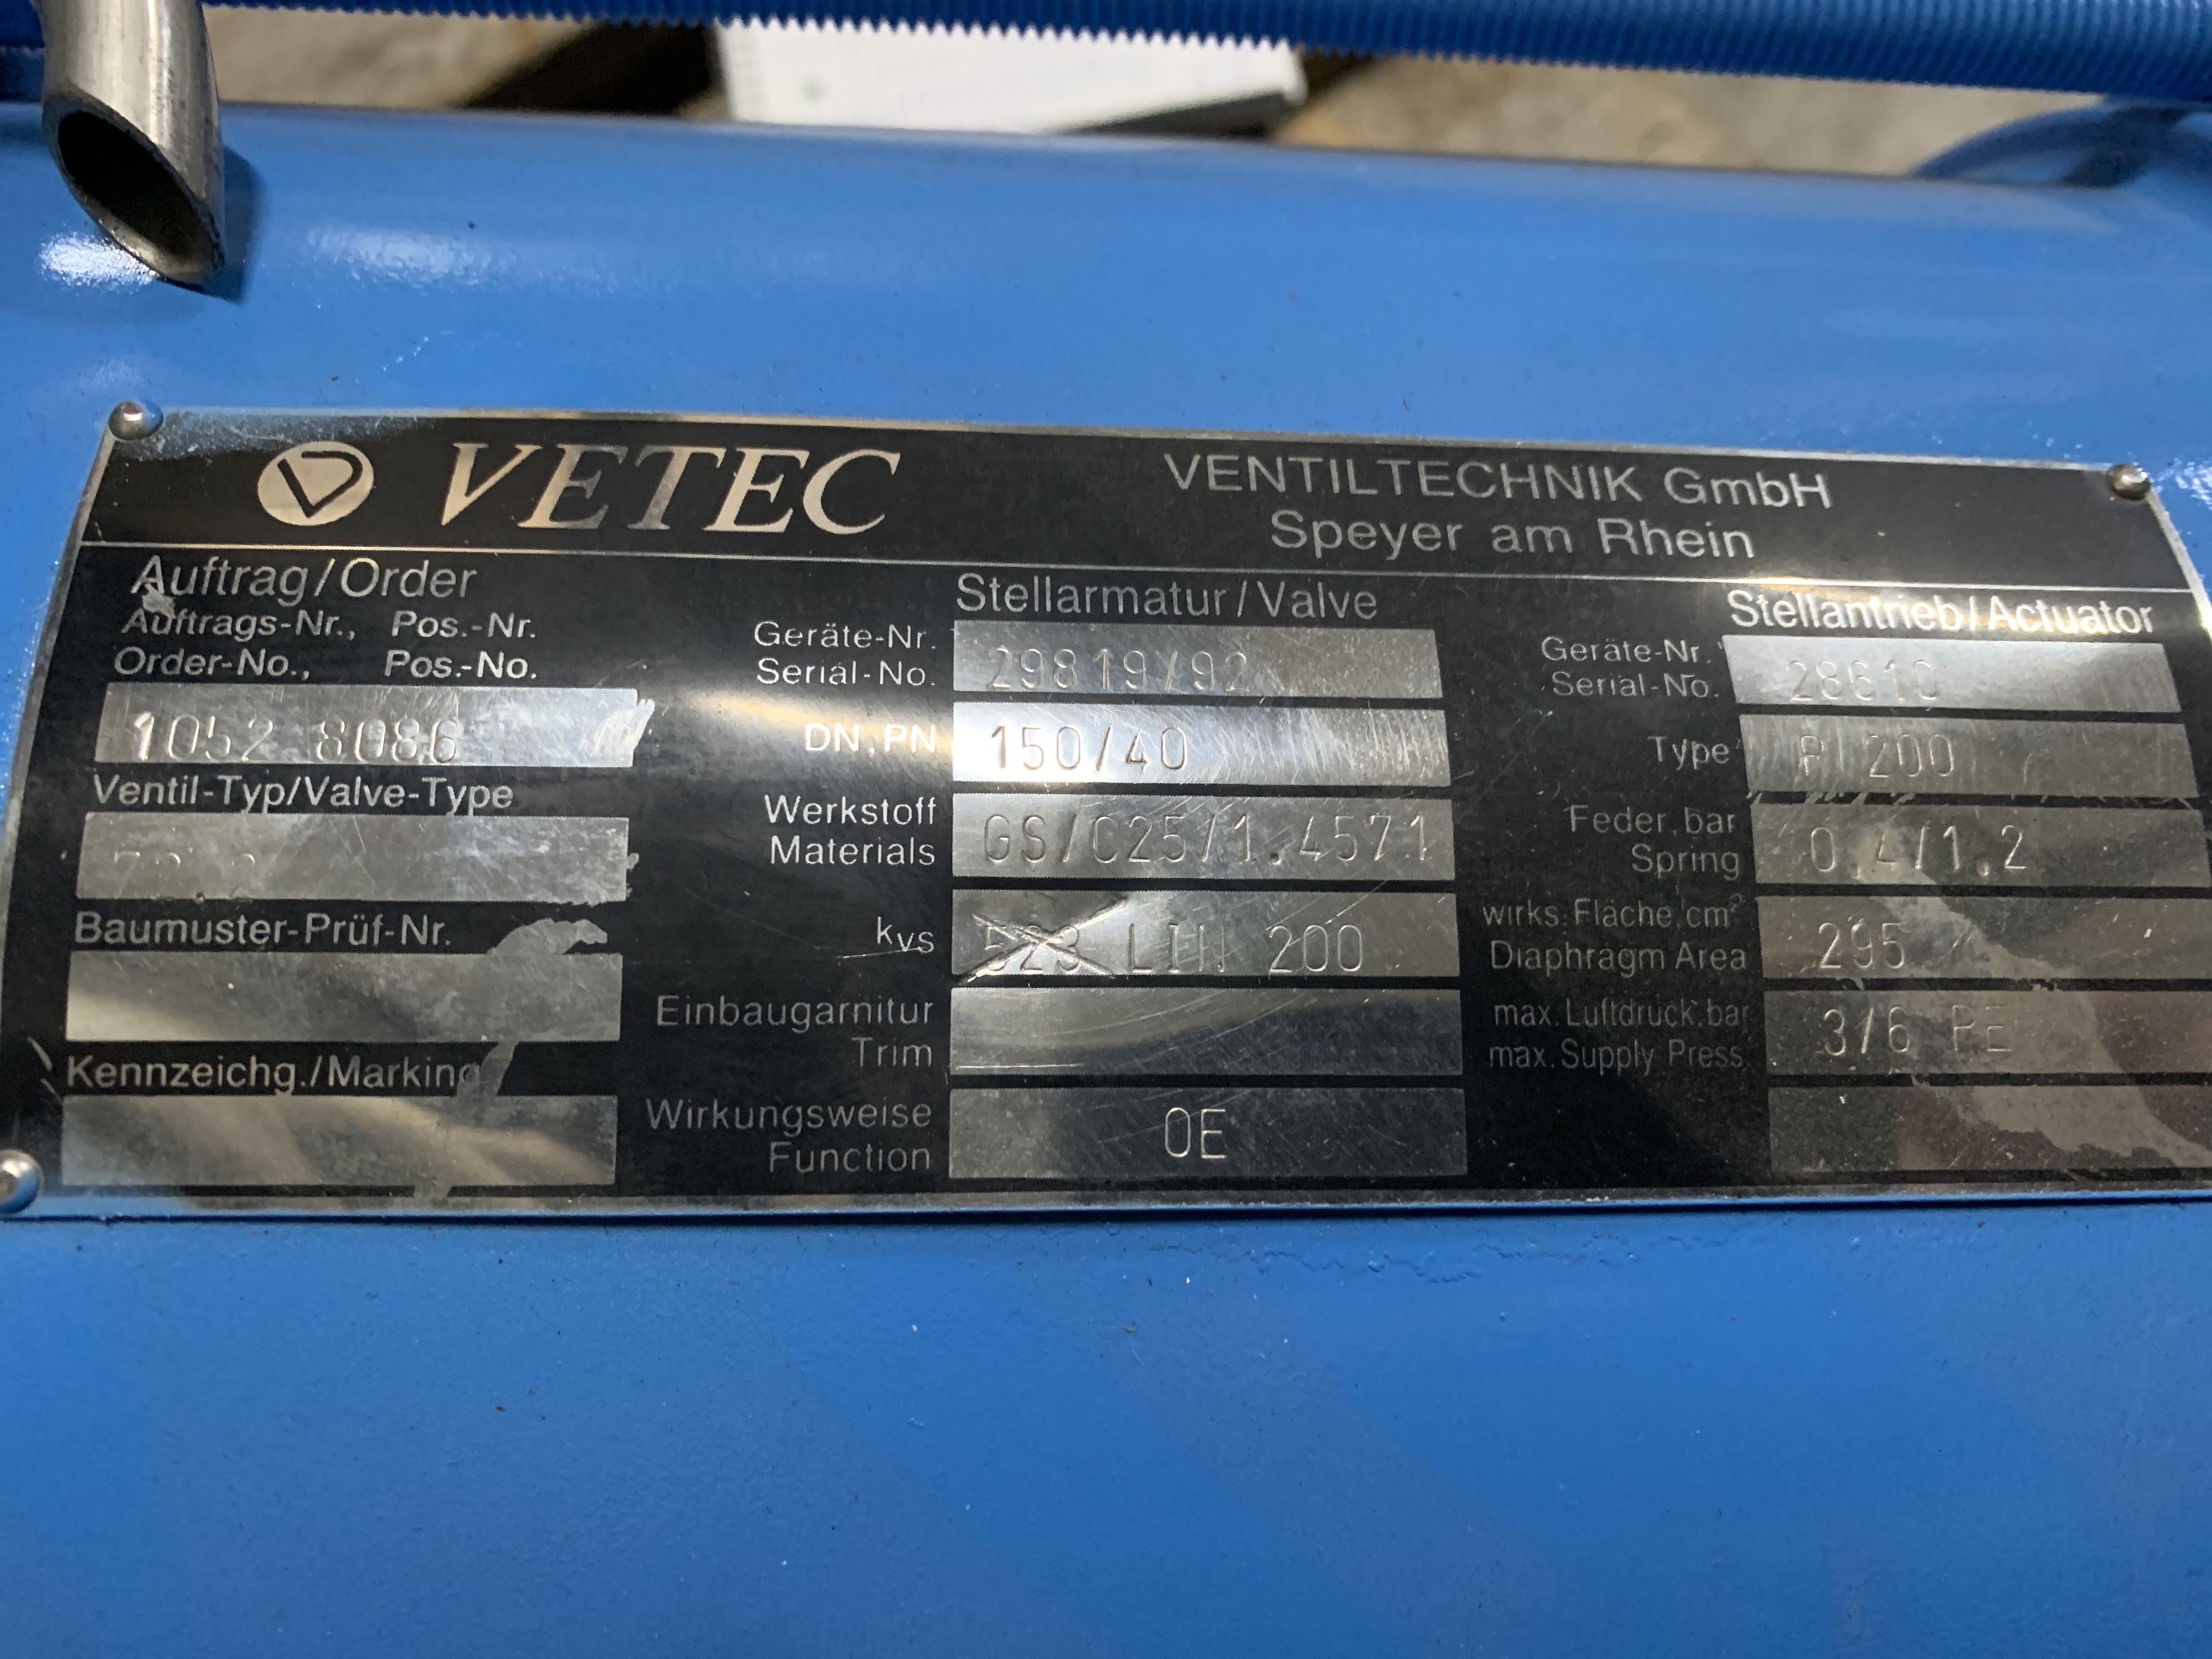 VETEC
VENTILTECHNIK GmbH
Speyer am Rhein
Auftrag/Order
Auftrags-Nr., Pos.-Nr.
Order-No., Pos.-No.
1052 8086
Ventil-Typ/Valve-Type
Baumuster-Prüf-Nr.
Kennzeichg./Marking
Stellarmatur/Valve
Geräte-Nr.
Serial-No.
29819/92
DN, PN
150/40
Werkstoff
Materials
GS/C25/1.4571
kvs
523 LIN 200
Einbaugarnitur
Trim
Wirkungsweise
Function
OE
Stellantrieb/Actuator
Geräte-Nr.
Serial-No.
28610
Type
R 200
Feder, bar
Spring
0,4/1,2
wirks. Fläche, cm²
Diaphragm Area
295
max. Luftdruck, bar
max. Supply Press.
3/6 PE